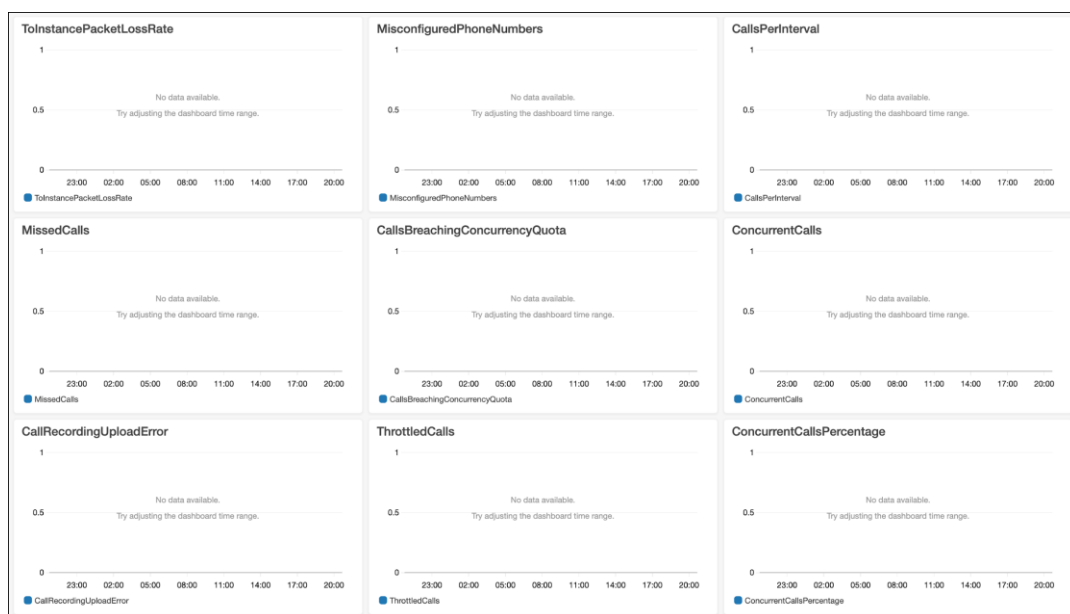 ToInstancePacketLossRate
1
No data available.
0.5
Try adjusting the dashboard time range.
0
23:00 02:00 05:00 08:00 11:00 14:00 17:00 20:00
ToInstancePacketLossRate
MisconfiguredPhoneNumbers
1
No data available.
0.5
Try adjusting the dashboard time range.
0
23:00 02:00 05:00 08:00 11:00 14:00 17:00 20:00
MisconfiguredPhoneNumbers
CallsPerInterval
1
No data available.
0.5
Try adjusting the dashboard time range.
0
23:00 02:00 05:00 08:00 11:00 14:00 17:00 20:00
CallsPerInterval
MissedCalls
1
No data available.
0.5
Try adjusting the dashboard time range.
0
23:00 02:00 05:00 08:00 11:00 14:00 17:00 20:00
MissedCalls
CallsBreachingConcurrencyQuota
1
No data available.
0.5
Try adjusting the dashboard time range.
0
23:00 02:00 05:00 08:00 11:00 14:00 17:00 20:00
CallsBreachingConcurrencyQuota
ConcurrentCalls
1
No data available.
0.5
Try adjusting the dashboard time range.
0
23:00 02:00 05:00 08:00 11:00 14:00 17:00 20:00
ConcurrentCalls
CallRecordingUploadError
1
No data available.
0.5
Try adjusting the dashboard time range.
0
23:00 02:00 05:00 08:00 11:00 14:00 17:00 20:00
CallRecordingUploadError
ThrottledCalls
1
No data available.
0.5
Try adjusting the dashboard time range.
0
23:00 02:00 05:00 08:00 11:00 14:00 17:00 20:00
ThrottledCalls
ConcurrentCallsPercentage
1
No data available.
0.5
Try adjusting the dashboard time range.
0
23:00 02:00 05:00 08:00 11:00 14:00 17:00 20:00
ConcurrentCallsPercentage